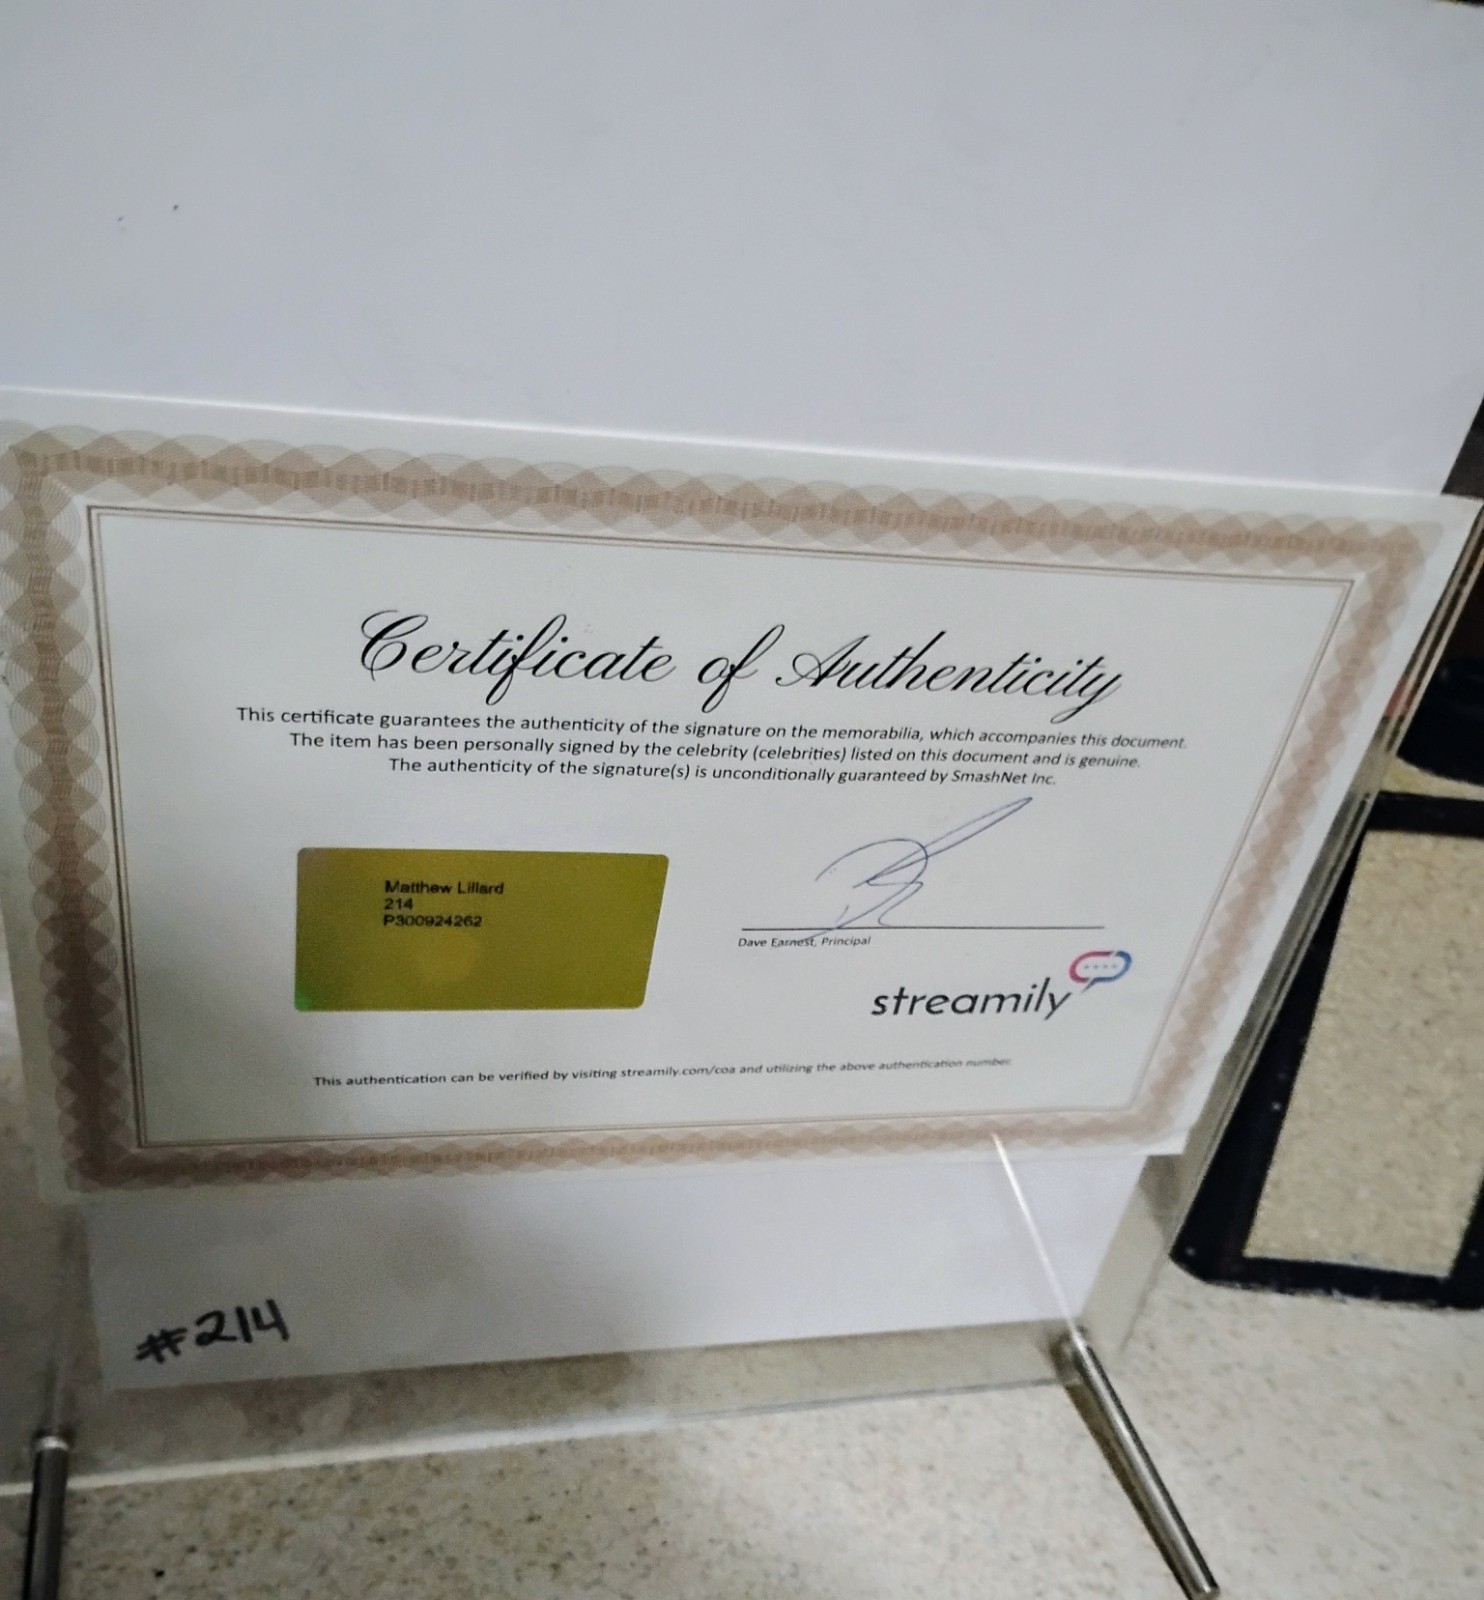 Certificate of Authenticity
This certificate guarantees the authenticity of the signature on the memorabilia, which accompanies this document.
The item has been personally signed by the celebrity (celebrities) listed on this document and is genuine.
The authenticity of the signature(s) is unconditionally guaranteed by SmashNet Inc.
Matthew Lillard
214
P300924262
Dave Earnest, Principal
streamily
This authentication can be verified by visiting streamily.com/coa and utilizing the above authentication number.
#214